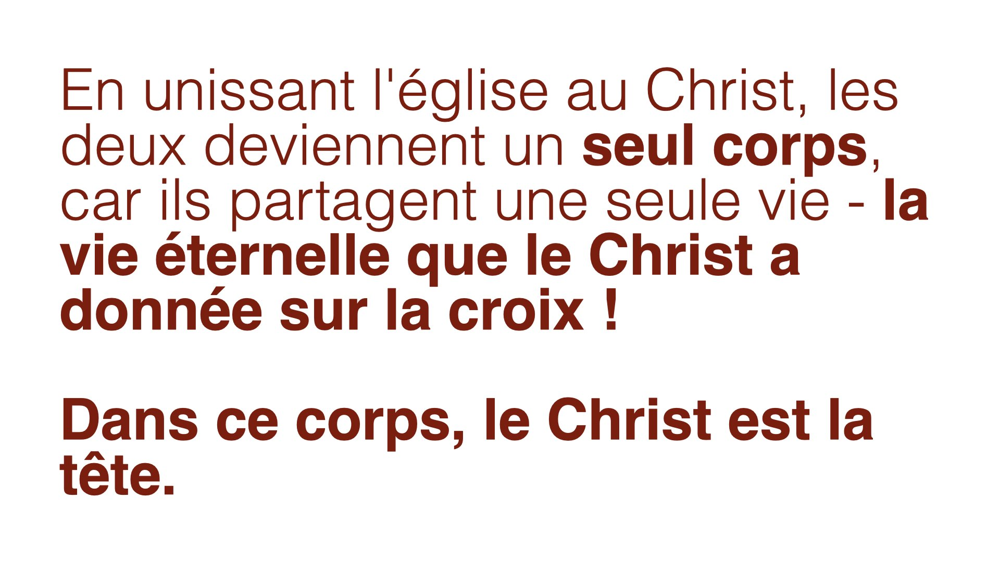 En unissant l'église au Christ, les
deux deviennent un seul corps,
car ils partagent une seule vie - la
vie éternelle que le Christ a
donnée sur la croix !
Dans ce corps, le Christ est la
tête.